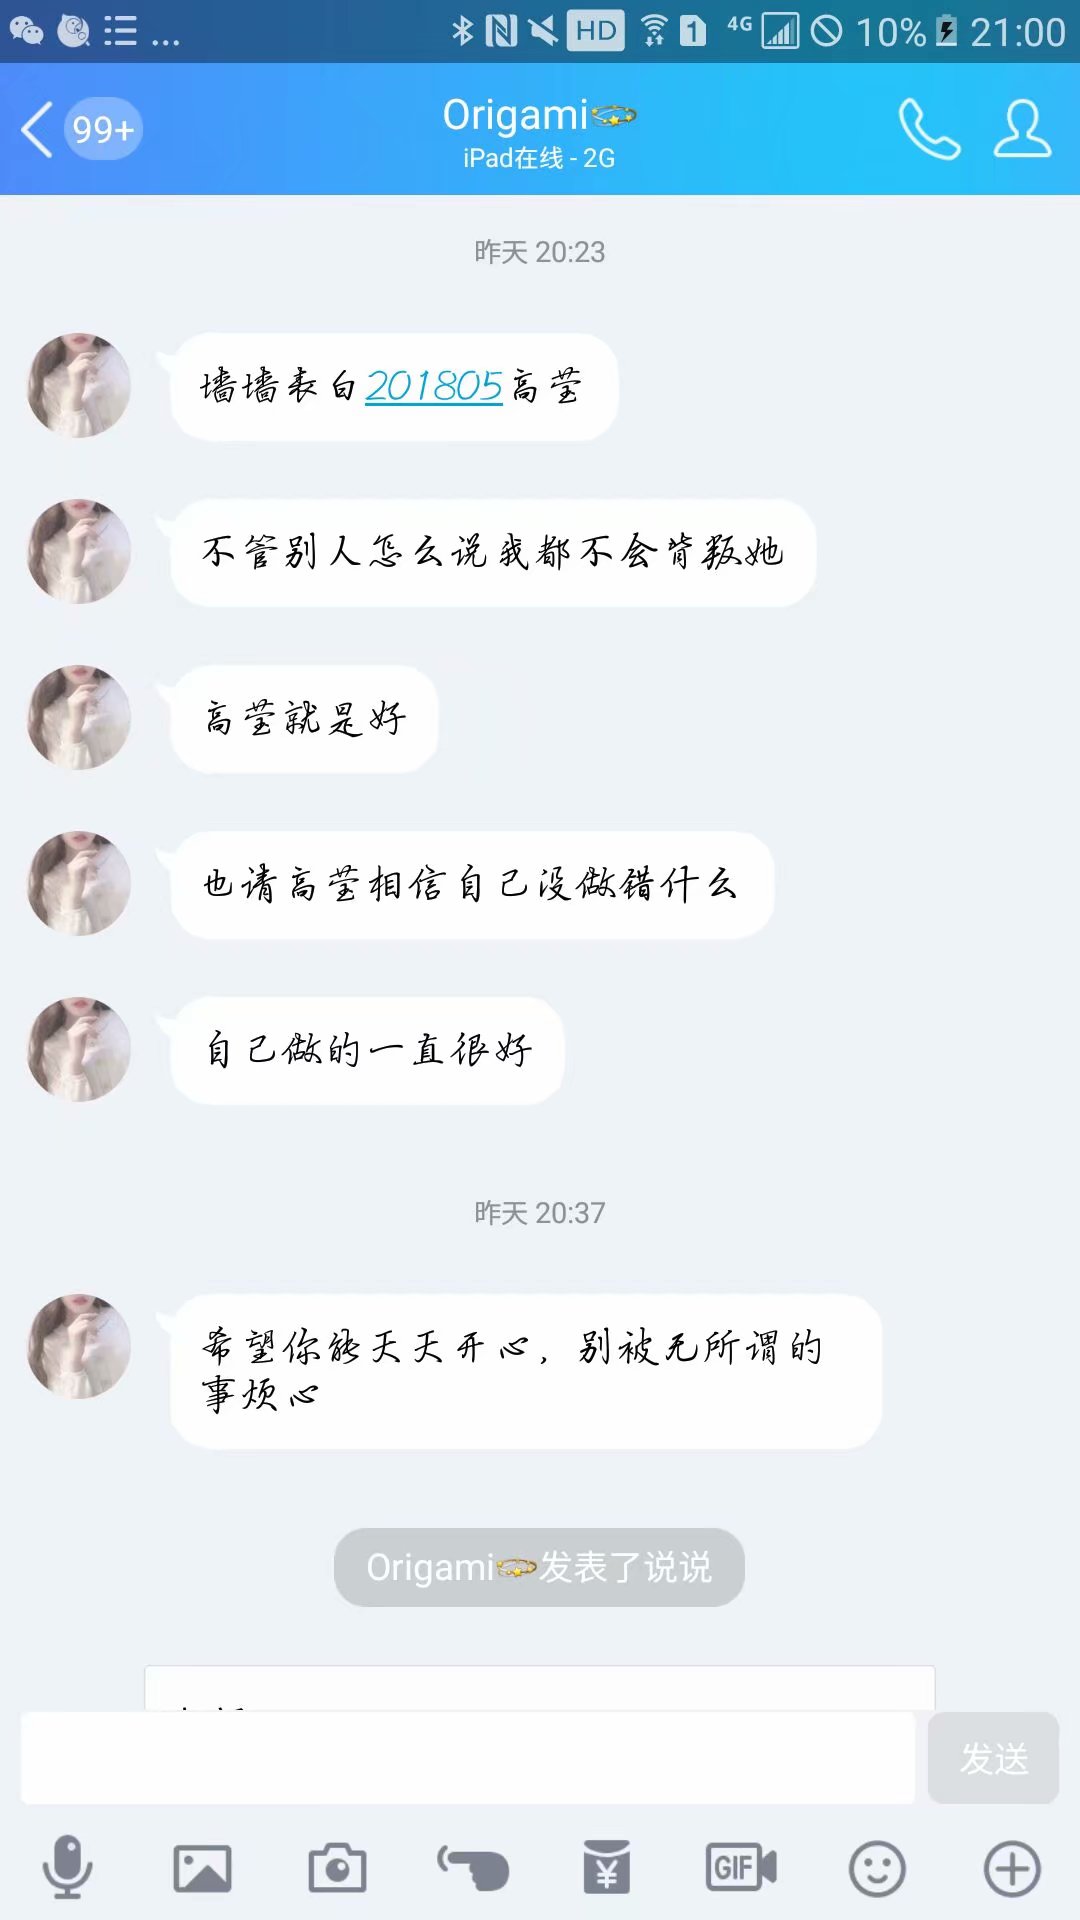 ... HD 1 4G 10% 21:00
99+
Origami
iPad在线 - 2G
昨天 20:23
墙墙表白201805高莹
不管别人怎么说我都不会背叛她
高莹就是好
也请高莹相信自己没做错什么
自己做的一直很好
昨天 20:37
希望你能天天开心，别被无所谓的
事烦心
Origami发表了说说
发送
GIF